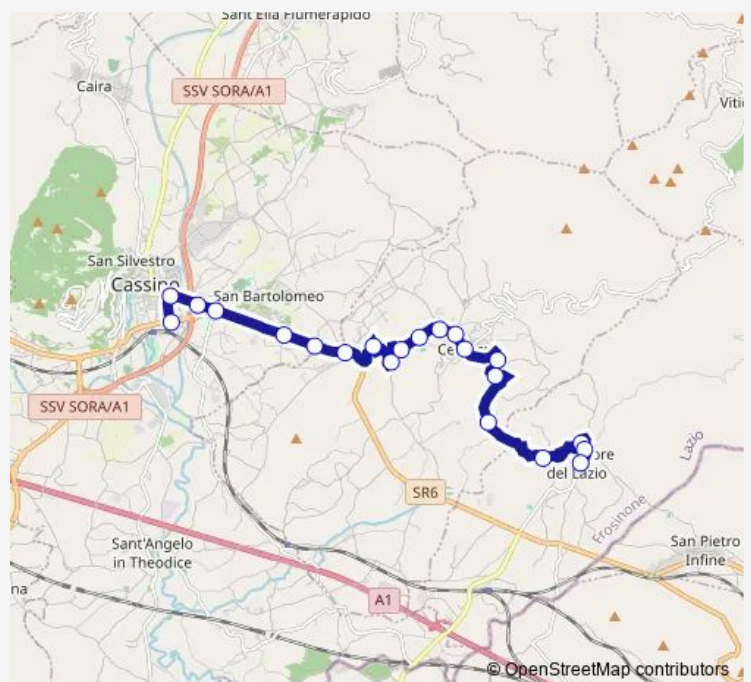 Sant'Elia Fiumerapido
Caira
SSV SORA/A1
San Silvestro
Cassino
San Bartolomeo
SSV SORA/A1
del Lazio
Lazio
Frosinone
SR6
Sant'Angelo
in Theodice
San Pietro
Infine
A1
© OpenStreetMap contributors